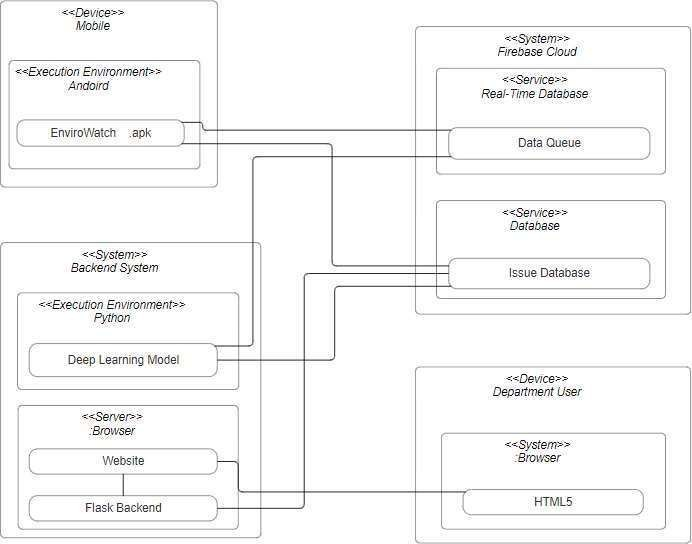 <<Device>>
Mobile
<<Execution Environment>>
Andoird
EnviroWatch .apk
<<System>>
Firebase Cloud
<<Service>>
Real-Time Database
Data Queue
<<Service>>
Database
Issue Database
<<System>>
Backend System
<<Execution Environment>>
Python
Deep Learning Model
<<Server>>
:Browser
Website
Flask Backend
<<Device>>
Department User
<<System>>
:Browser
HTML5